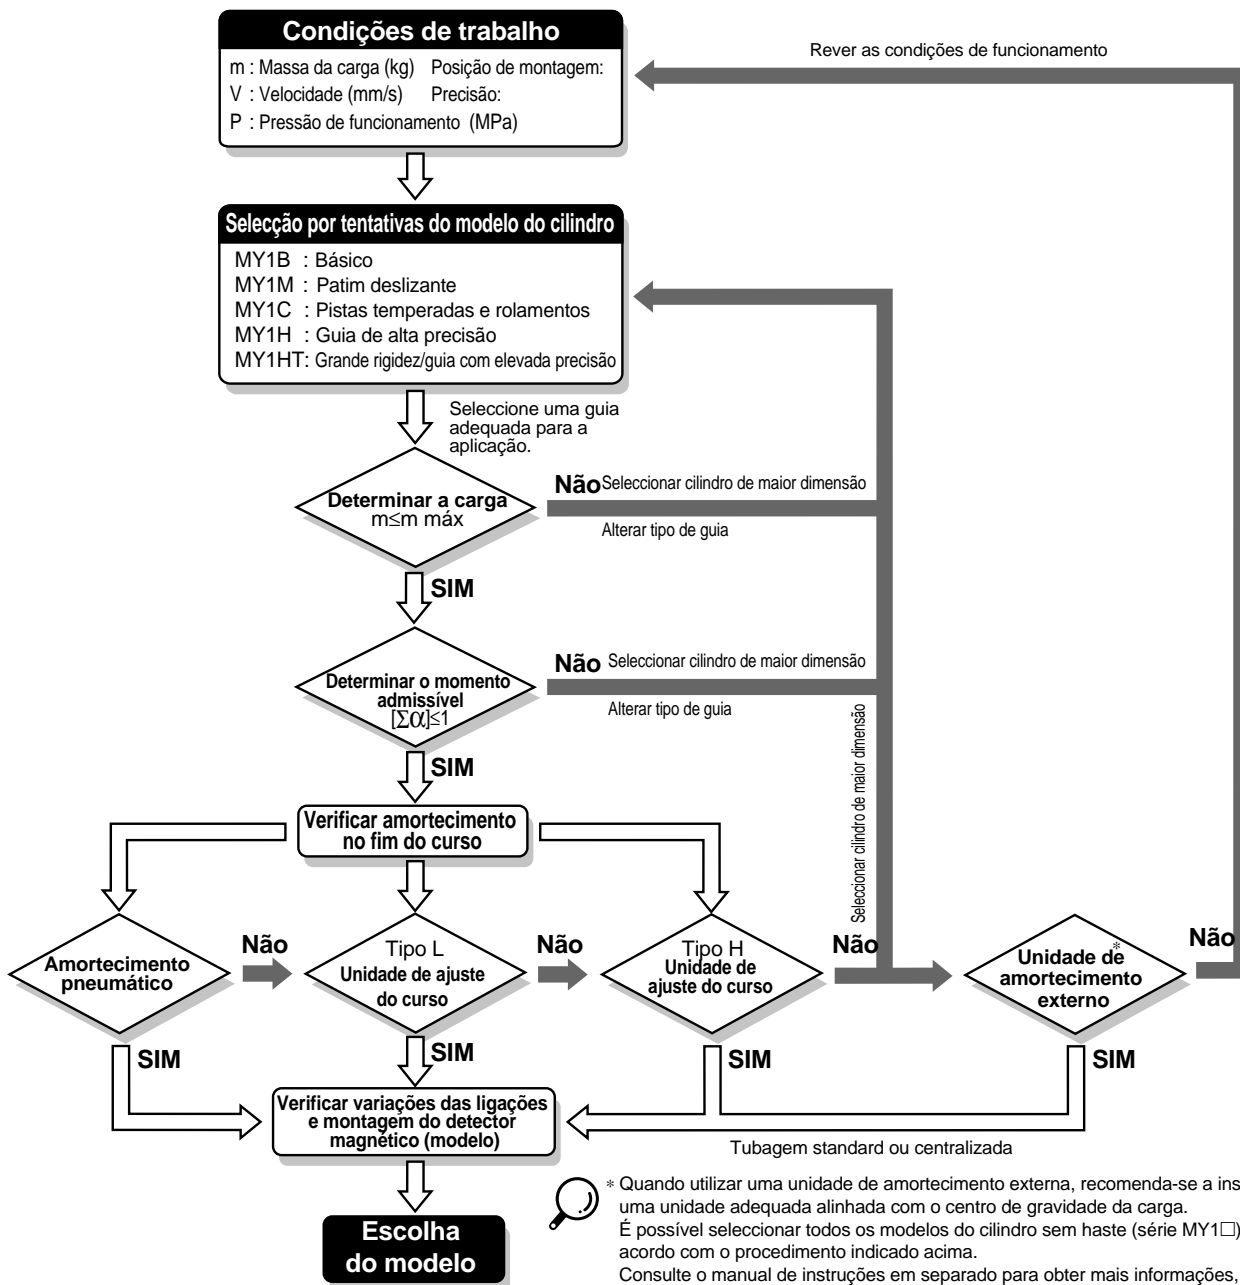 Condições de trabalho
Rever as condições de funcionamento
m : Massa da carga (kg) Posição de montagem:
V : Velocidade (mm/s) Precisão:
P : Pressão de funcionamento (MPa)
Selecção por tentativas do modelo do cilindro
MY1B : Básico
MY1M : Patim deslizante
MY1C : Pistas temperadas e rolamentos
MY1H : Guia de alta precisão
MY1HT: Grande rigidez/guia com elevada precisão
Seleccione uma guia
adequada para a
aplicação.
Determinar a carga
m≤m máx
Não Seleccionar cilindro de maior dimensão
Alterar tipo de guia
SIM
Determinar o momento
admissível
[Σα]≤1
Não Seleccionar cilindro de maior dimensão
Alterar tipo de guia
Seleccionar cilindro de maior dimensão
SIM
Verificar amortecimento
no fim do curso
Amortecimento
pneumático
Não
Tipo L
Unidade de ajuste
do curso
Não
Tipo H
Unidade de
ajuste do curso
Não
Unidade de *
amortecimento
externo
Não
SIM
SIM
SIM
SIM
Verificar variações das ligações
e montagem do detector
magnético (modelo)
Tubagem standard ou centralizada
Escolha
do modelo
* Quando utilizar uma unidade de amortecimento externa, recomenda-se a ins
uma unidade adequada alinhada com o centro de gravidade da carga.
É possível seleccionar todos os modelos do cilindro sem haste (série MY1□)
acordo com o procedimento indicado acima.
Consulte o manual de instruções em separado para obter mais informações,